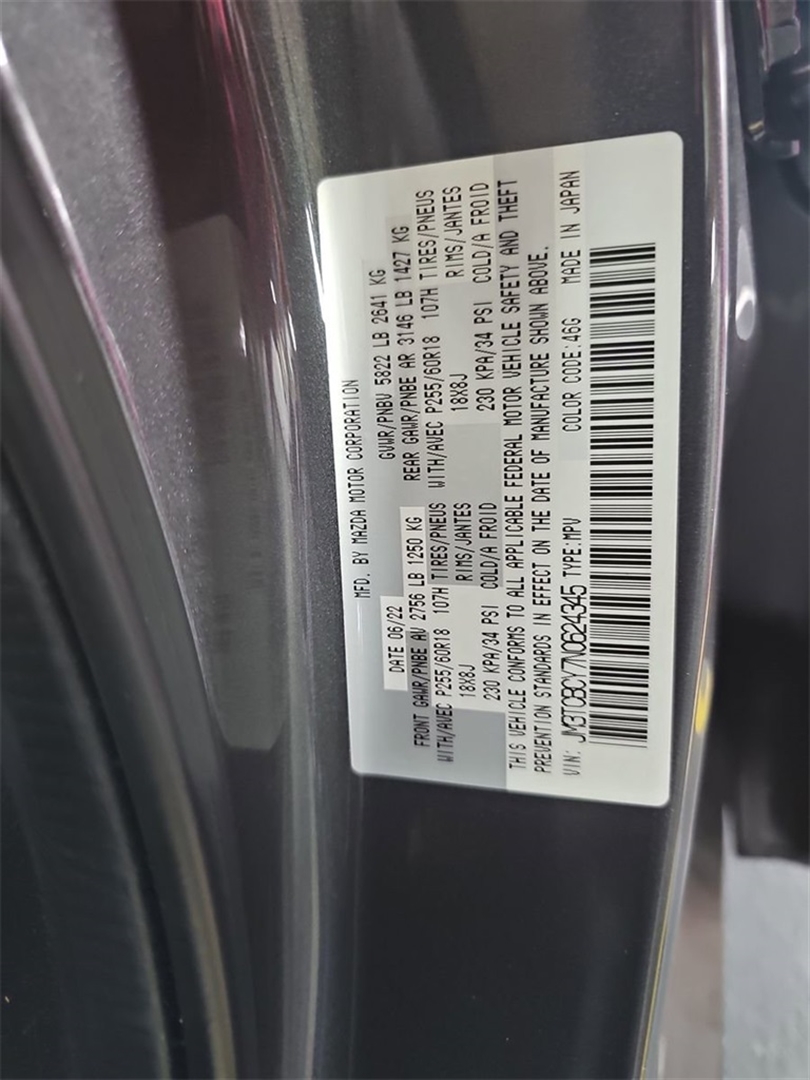 MFD. BY MAZDA MOTOR CORPORATION
DATE 06/22 GVWR/PNBV 5822 LB 2641 KG
FRONT GAWR/PNBE AV 2756 LB 1250 KG REAR GAWR/PNBE AR 3146 LB 1427 KG
WITH/AVEC P255/60R18 107H TIRES/PNEUS WITH/AVEC P255/60R18 107H TIRES/PNEUS
18X8J RIMS/JANTES 18X8J RIMS/JANTES
230 KPA/34 PSI COLD/A FROID 230 KPA/34 PSI COLD/A FROID
THIS VEHICLE CONFORMS TO ALL APPLICABLE FEDERAL MOTOR VEHICLE SAFETY AND THEFT
PREVENTION STANDARDS IN EFFECT ON THE DATE OF MANUFACTURE SHOWN ABOVE.
VIN: JM3TCBCY7N0624345 TYPE:MPV COLOR CODE:46G MADE IN JAPAN